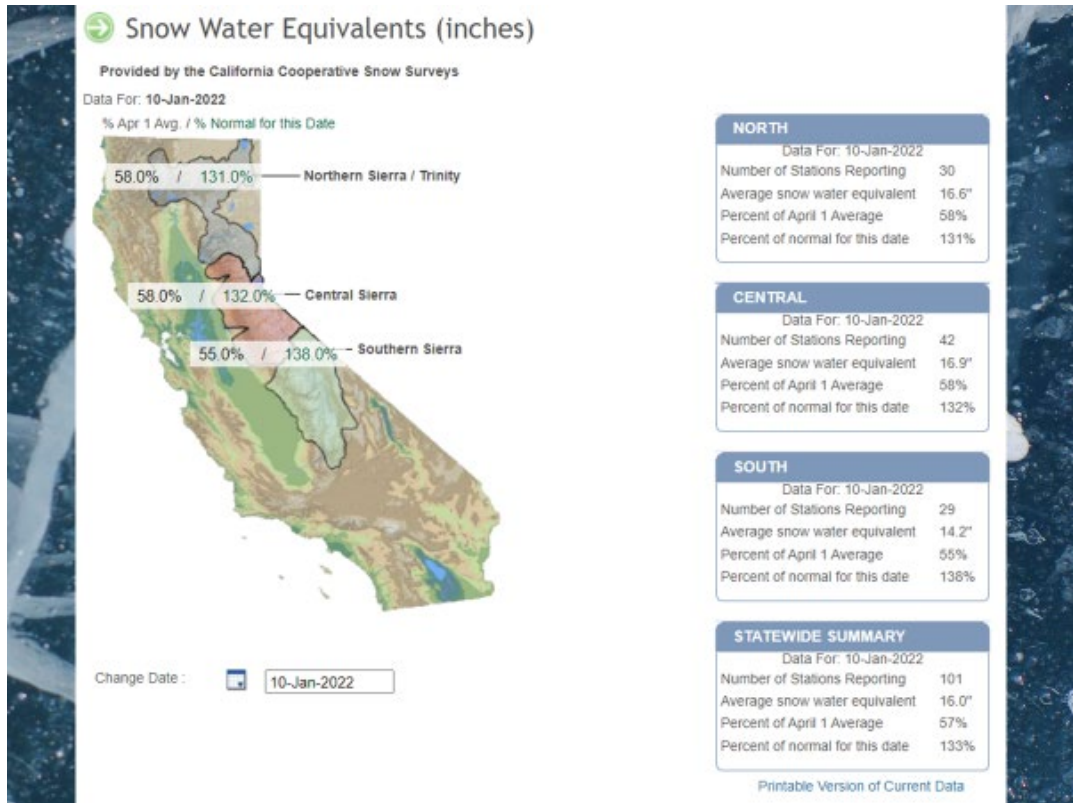 Snow Water Equivalents (inches)
Provided by the California Cooperative Snow Surveys
Data For: 10-Jan-2022
% Apr 1 Avg. / % Normal for this Date
58.0% / 131.0% Northern Sierra / Trinity
58.0% / 132.0% Central Sierra
55.0% / 138.0% Southern Sierra
Change Date :
10-Jan-2022
NORTH
Data For: 10-Jan-2022
Number of Stations Reporting 30
Average snow water equivalent 16.6"
Percent of April 1 Average 58%
Percent of normal for this date 131%
CENTRAL
Data For: 10-Jan-2022
Number of Stations Reporting 42
Average snow water equivalent 16.9"
Percent of April 1 Average 58%
Percent of normal for this date 132%
SOUTH
Data For: 10-Jan-2022
Number of Stations Reporting 29
Average snow water equivalent 14.2"
Percent of April 1 Average 55%
Percent of normal for this date 138%
STATEWIDE SUMMARY
Data For: 10-Jan-2022
Number of Stations Reporting 101
Average snow water equivalent 16.0"
Percent of April 1 Average 57%
Percent of normal for this date 133%
Printable Version of Current Data